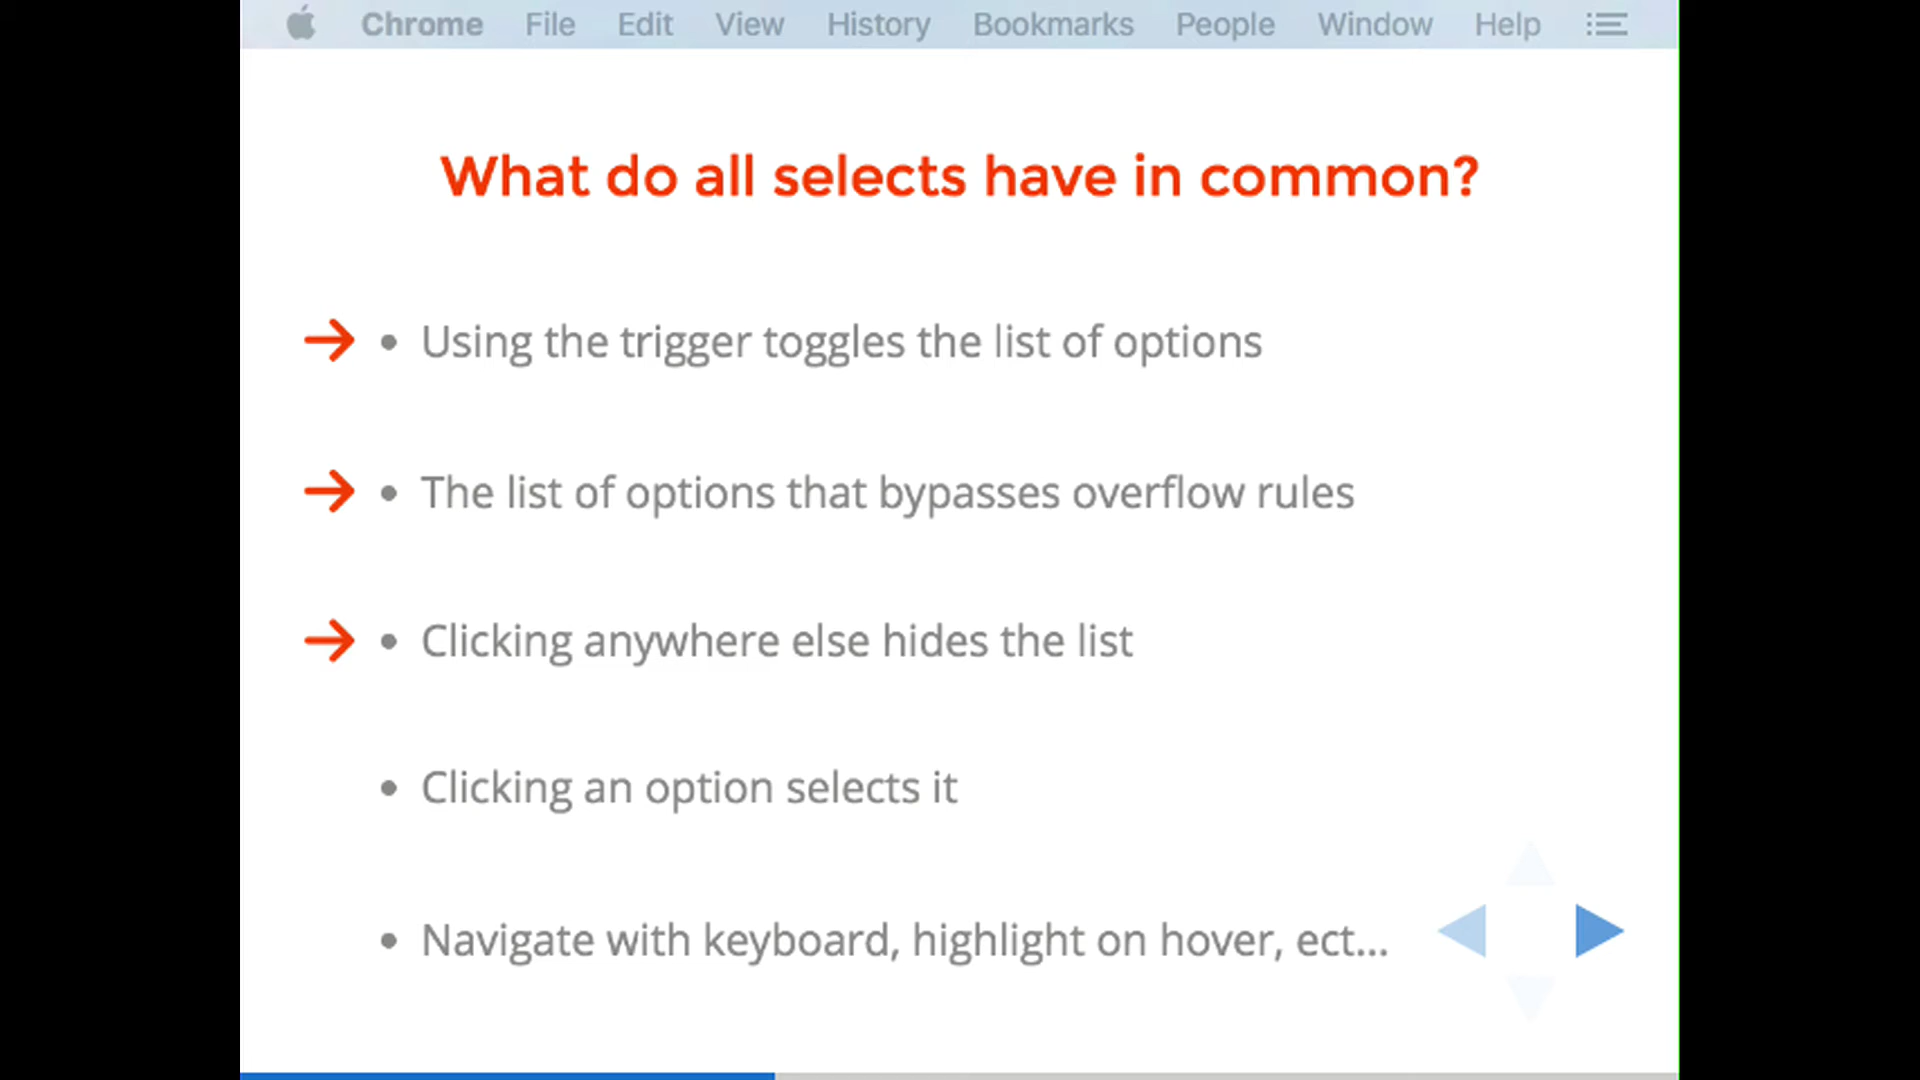 Chrome File Edit View History Bookmarks People Window Help
What do all selects have in common?
Using the trigger toggles the list of options
The list of options that bypasses overflow rules
Clicking anywhere else hides the list
Clicking an option selects it
Navigate with keyboard, highlight on hover, ect...